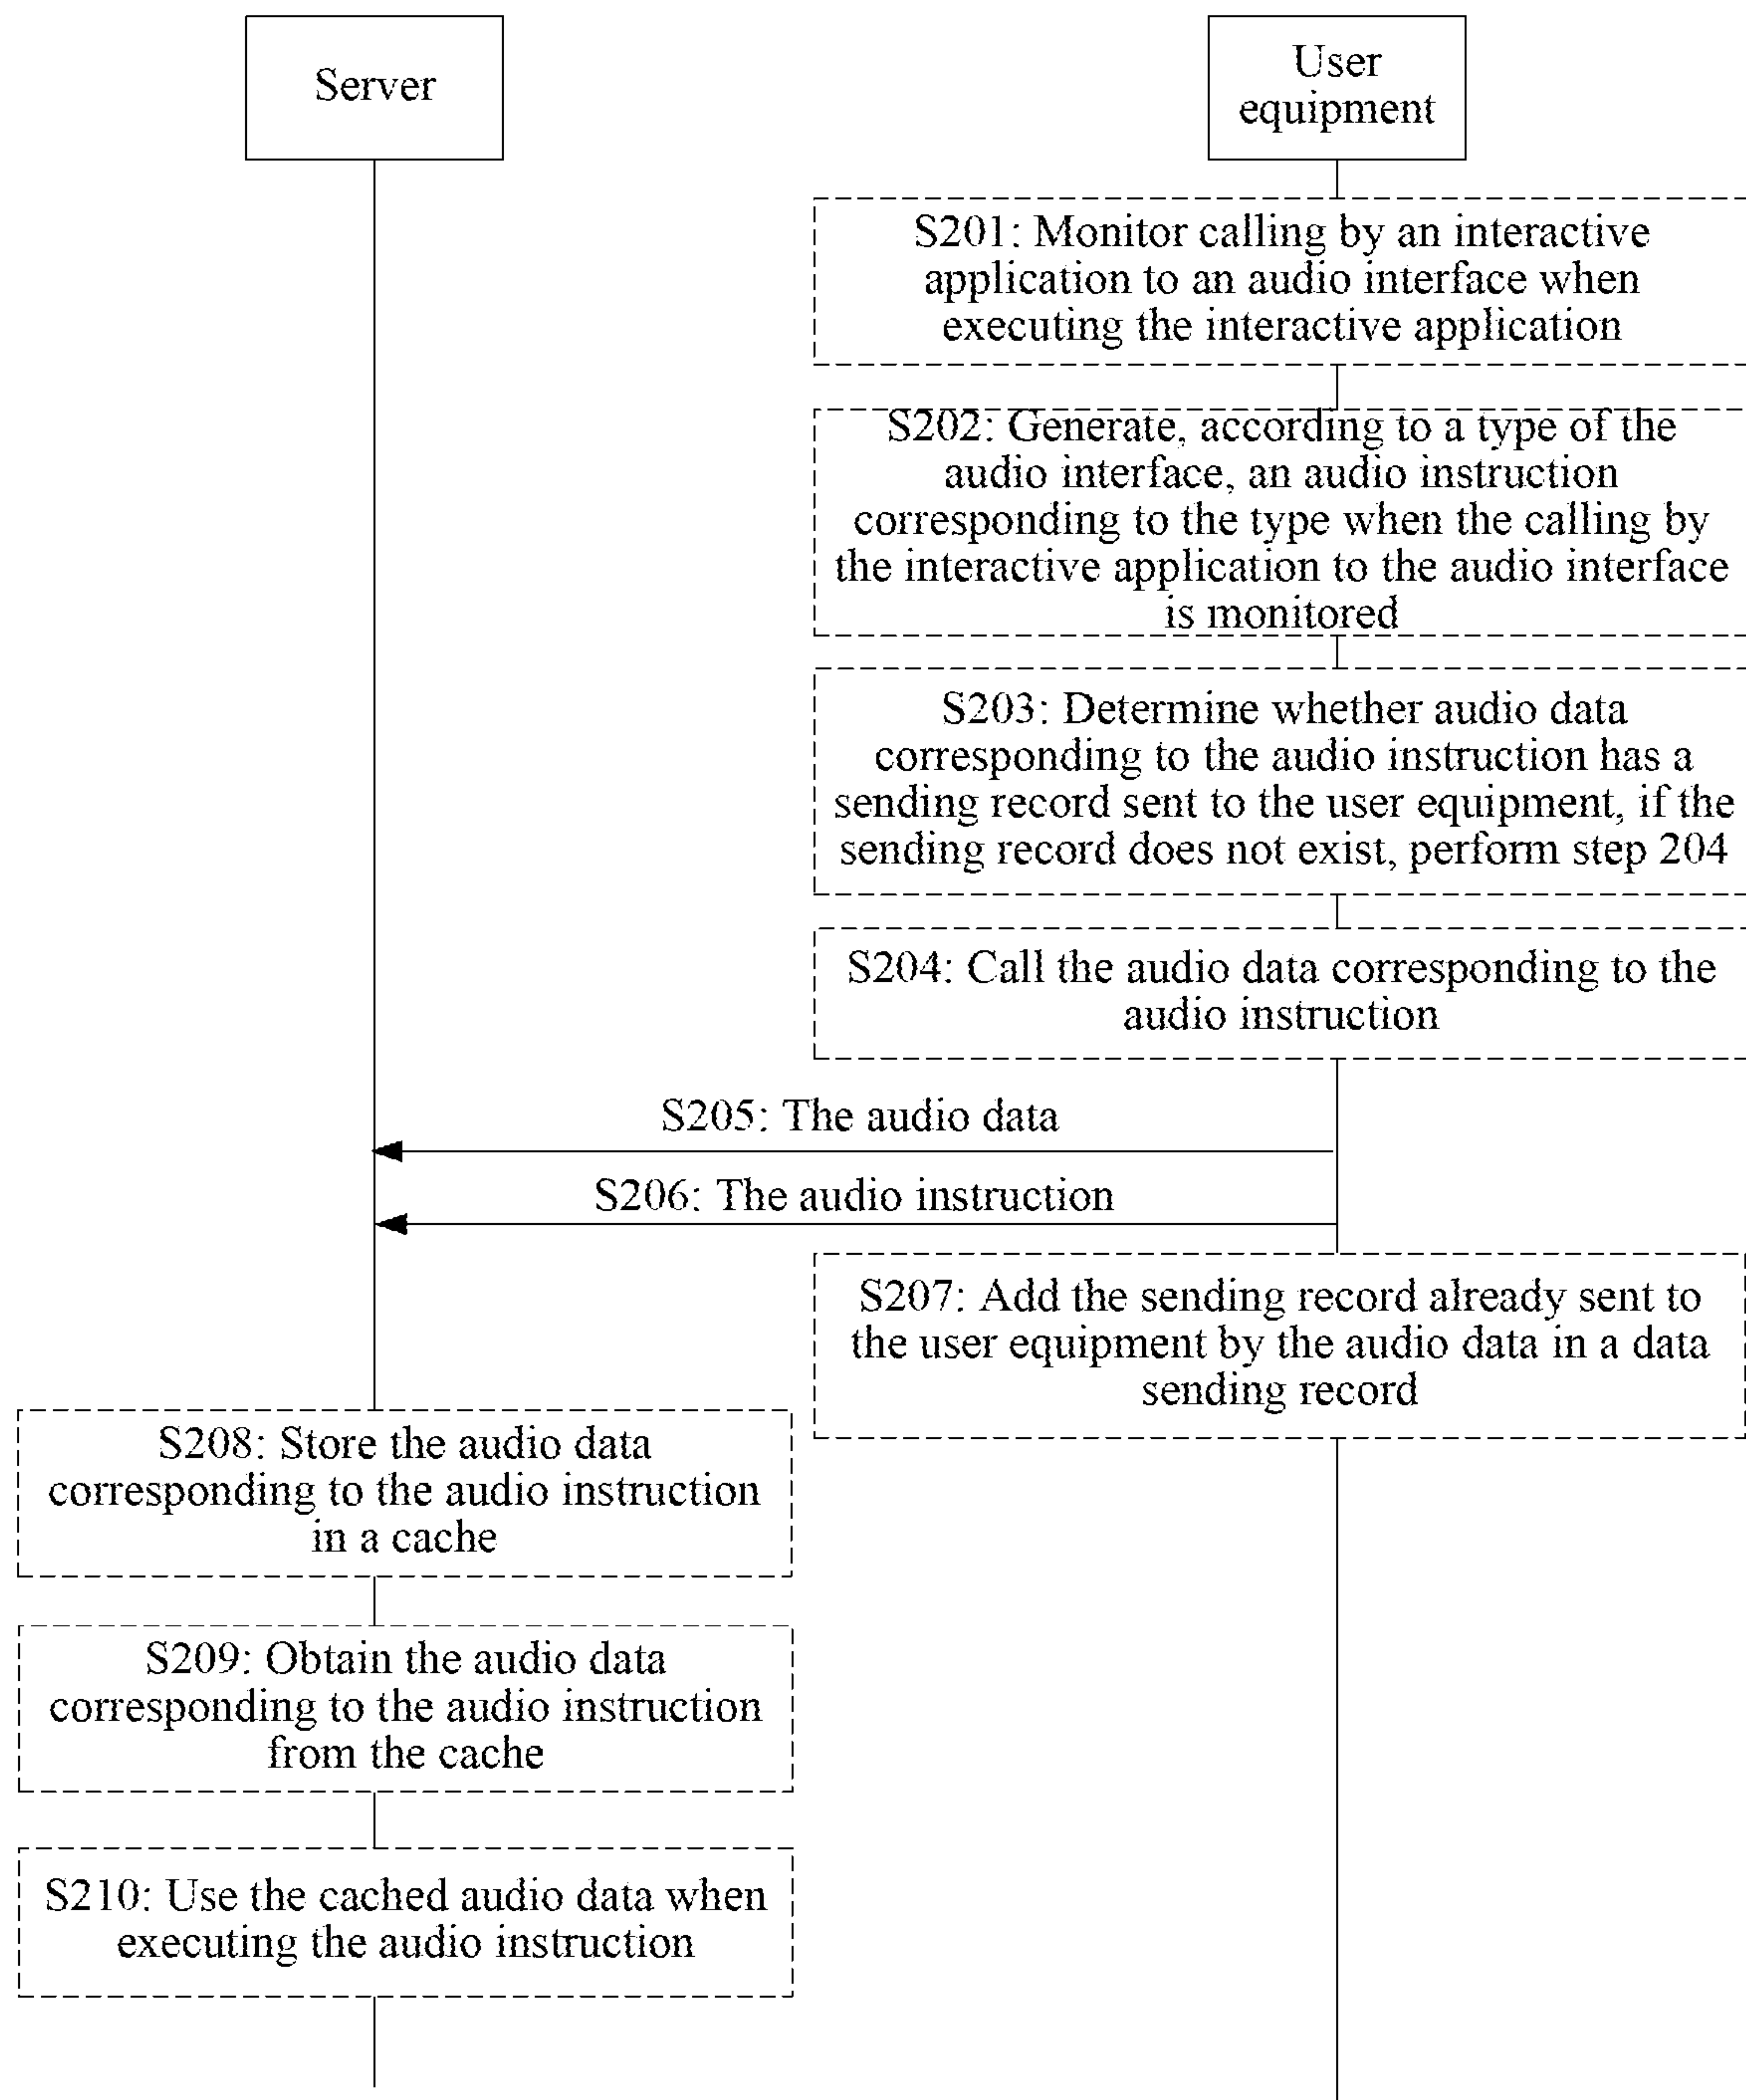 Server
User
equipment
S201: Monitor calling by an interactive
application to an audio interface when
executing the interactive application
S202: Generate, according to a type of the
audio interface, an audio instruction
corresponding to the type when the calling by
the interactive application to the audio interface
is monitored
S203: Determine whether audio data
corresponding to the audio instruction has a
sending record sent to the user equipment, if the
sending record does not exist, perform step 204
S204: Call the audio data corresponding to the
audio instruction
S205: The audio data
S206: The audio instruction
S207: Add the sending record already sent to
the user equipment by the audio data in a data
sending record
S208: Store the audio data
corresponding to the audio instruction
in a cache
S209: Obtain the audio data
corresponding to the audio instruction
from the cache
S210: Use the cached audio data when
executing the audio instruction